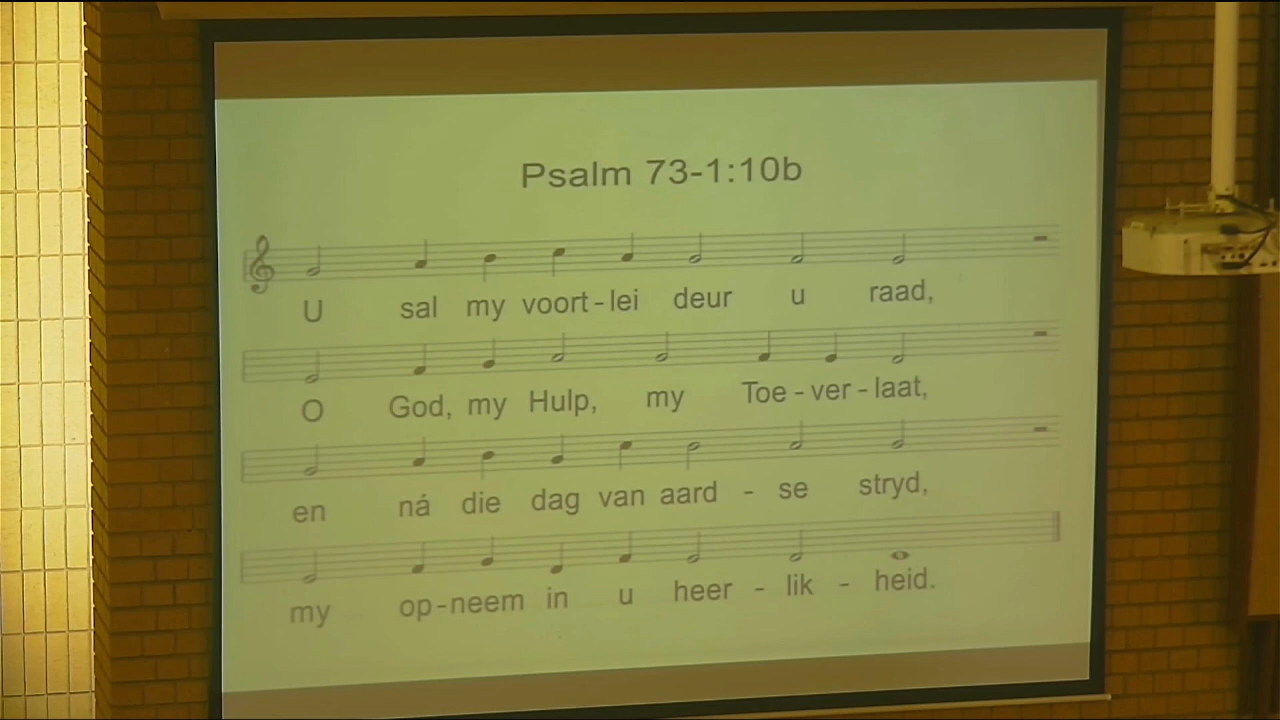 Psalm 73-1:10b
U sal my voort-lei deur u raad,
O God, my Hulp, my Toe-ver-laat,
en ná die dag van aard-se stryd,
my op-neem in u heer-lik-heid.